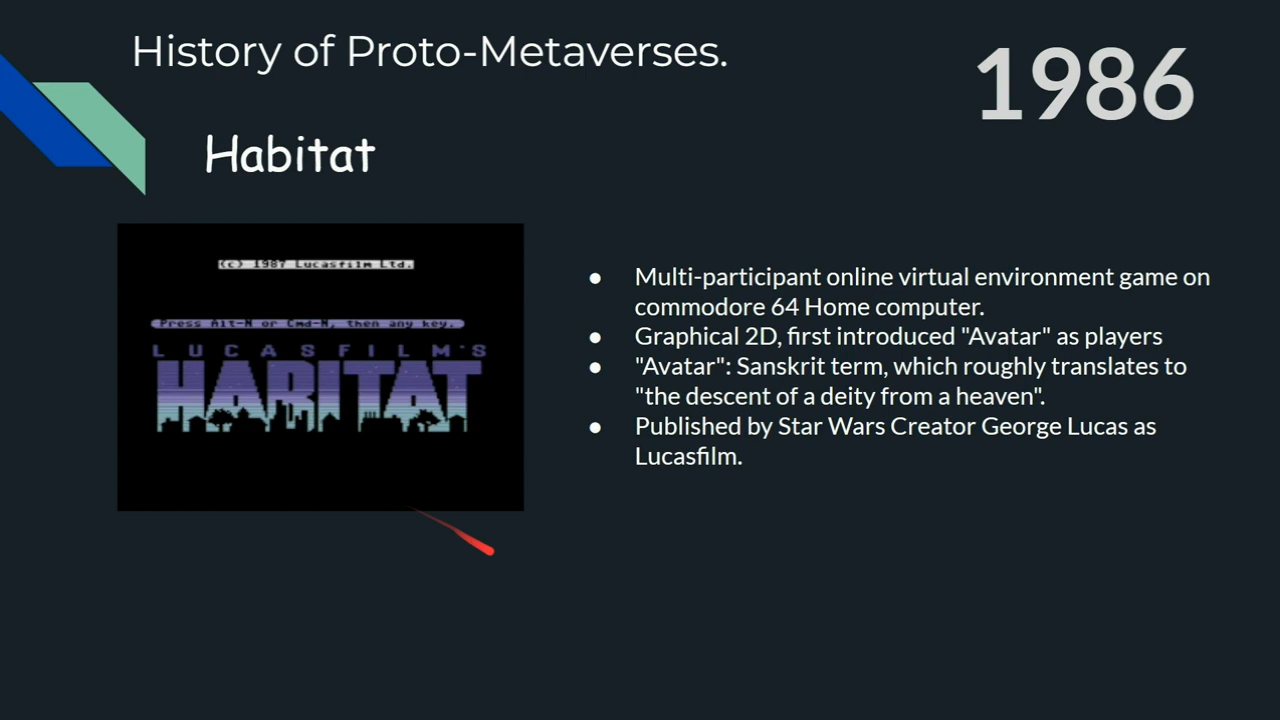 History of Proto-Metaverses.
1986
Habitat
(c) 1987 Lucasfilm Ltd.
Press Alt-N or Cmd-N, then any key.
LUCASFILM'S
HABITAT
● Multi-participant online virtual environment game on
commodore 64 Home computer.
● Graphical 2D, first introduced "Avatar" as players
● "Avatar": Sanskrit term, which roughly translates to
"the descent of a deity from a heaven".
● Published by Star Wars Creator George Lucas as
Lucasfilm.